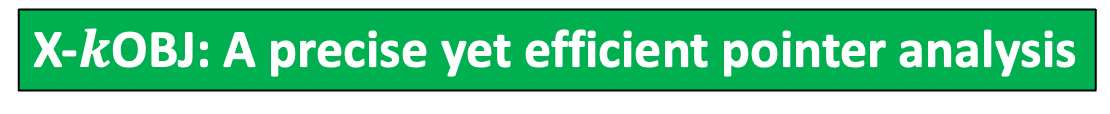 X-kOBJ: A precise yet efficient pointer analysis